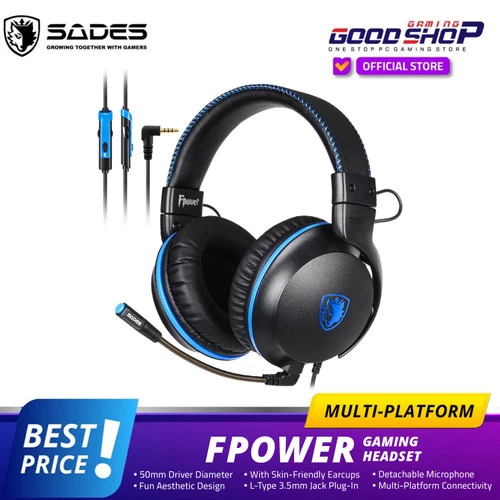 SADES
GROWING TOGETHER WITH GAMERS
GAMING
GOODSHOP
ONE STOP PC GAMING STORE
OFFICIAL STORE
Fpower
SADES
BEST
PRICE!
MULTI-PLATFORM
FPOWER GAMING HEADSET
• 50mm Driver Diameter
• Fun Aesthetic Design
• With Skin-Friendly Earcups
• L-Type 3.5mm Jack Plug-In
• Detachable Microphone
• Multi-Platform Connectivity